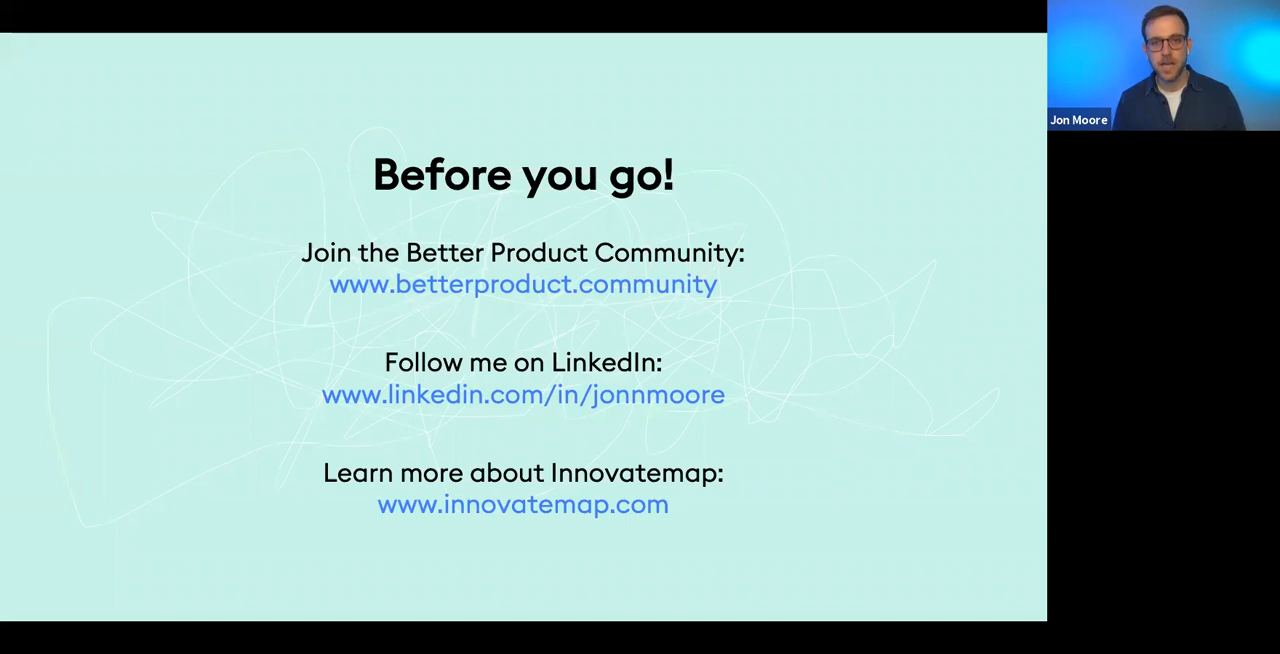 Before you go!
Join the Better Product Community:
www.betterproduct.community
Follow me on LinkedIn:
www.linkedin.com/in/jonnmoore
Learn more about Innovatemap:
www.innovatemap.com
Jon Moore